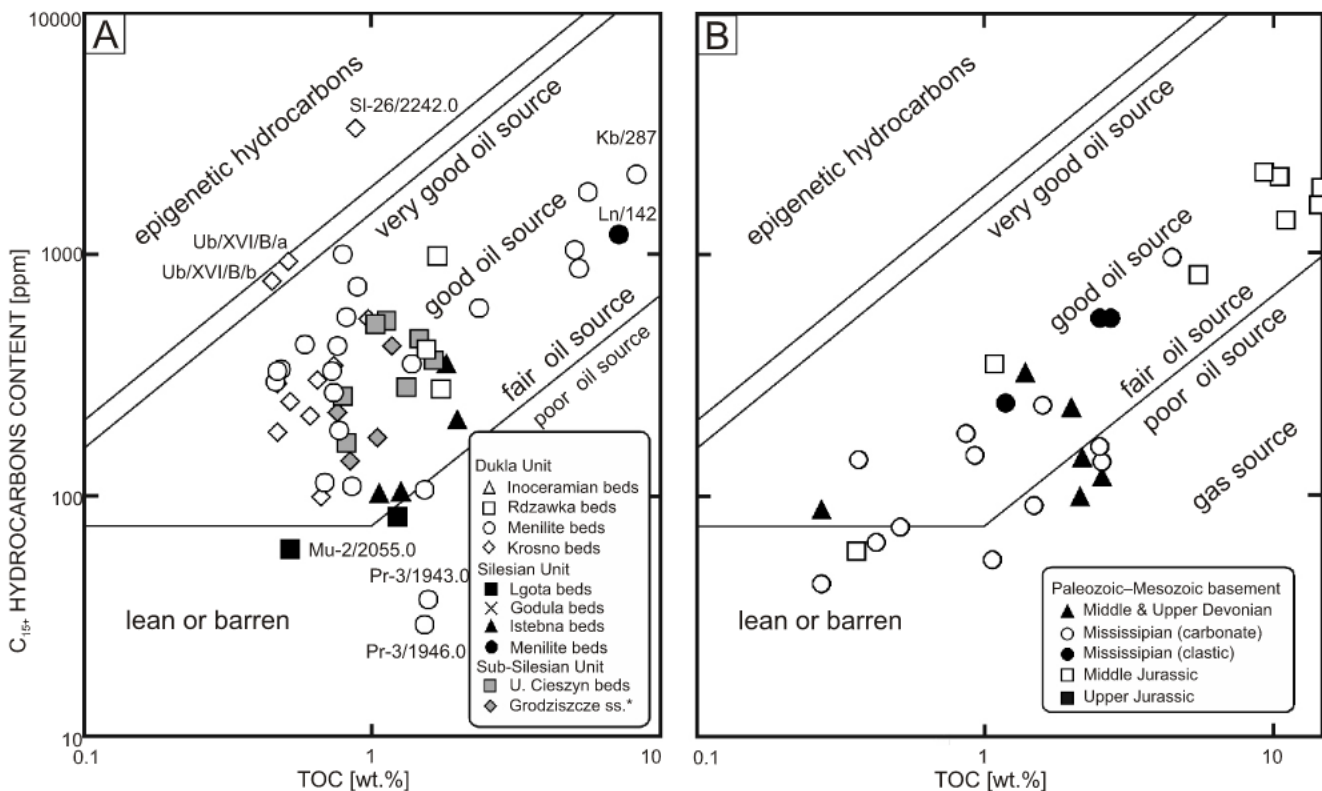 C15+ HYDROCARBONS CONTENT [ppm]
10000
1000
100
10
A
epigenetic hydrocarbons
Sl-26/2242.0
very good oil source
Kb/287
Ln/142
Ub/XVI/B/a
Ub/XVI/B/b
good oil source
fair oil source
poor oil source
Mu-2/2055.0
Pr-3/1943.0
lean or barren
Pr-3/1946.0
Dukla Unit
Inoceramian beds
Rdzawka beds
Menilite beds
Krosno beds
Silesian Unit
Lgota beds
Godula beds
Istebna beds
Menilite beds
Sub-Silesian Unit
U. Cieszyn beds
Grodziszcze ss.*
0.1
1
10
TOC [wt.%]
B
epigenetic hydrocarbons
very good oil source
good oil source
fair oil source
poor oil source
gas source
lean or barren
Paleozoic–Mesozoic basement
Middle & Upper Devonian
Mississipian (carbonate)
Mississipian (clastic)
Middle Jurassic
Upper Jurassic
0.1
1
10
TOC [wt.%]